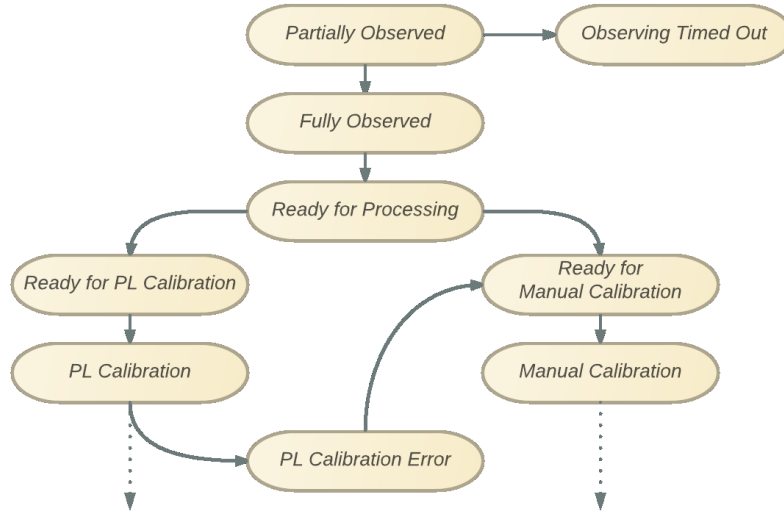 Partially Observed
Observing Timed Out
Fully Observed
Ready for Processing
Ready for PL Calibration
Ready for
Manual Calibration
PL Calibration
Manual Calibration
PL Calibration Error